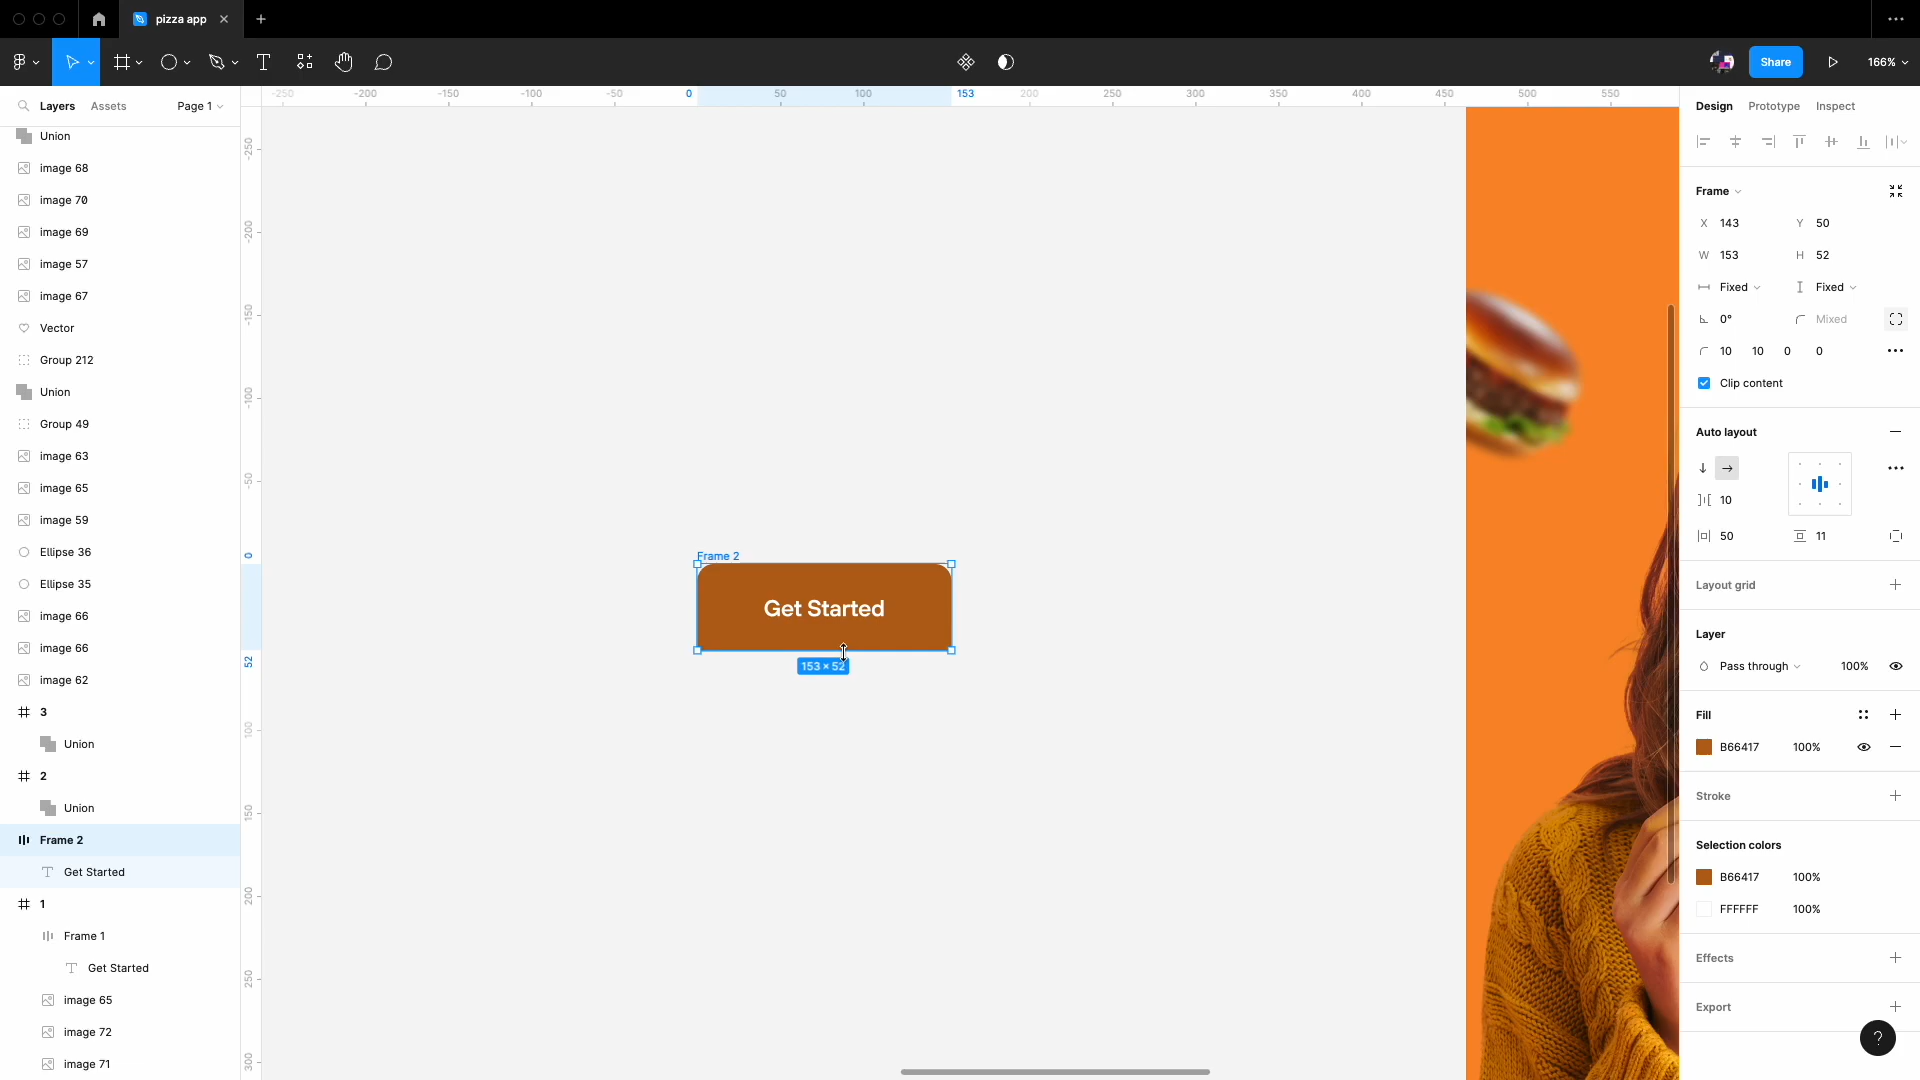 pizza app
Share
166%
Layers
Assets
Page 1
-250
-200
-150
-100
-50
0
50
100
153
200
250
300
350
400
450
500
550
-250
-200
-150
-100
-50
0
52
100
150
200
250
300
Union
image 68
image 70
image 69
image 57
image 67
Vector
Group 212
Union
Group 49
image 63
image 65
image 59
Ellipse 36
Ellipse 35
image 66
image 66
image 62
3
Union
2
Union
Frame 2
Get Started
1
Frame 1
Get Started
image 65
image 72
image 71
Frame 2
Get Started
153 × 52
Design
Prototype
Inspect
Frame
X 143
Y 50
W 153
H 52
Fixed
Fixed
0°
Mixed
10 10 0 0
Clip content
Auto layout
10
50
11
Layout grid
Layer
Pass through
100%
Fill
B66417
100%
Stroke
Selection colors
B66417
100%
FFFFFF
100%
Effects
Export
?